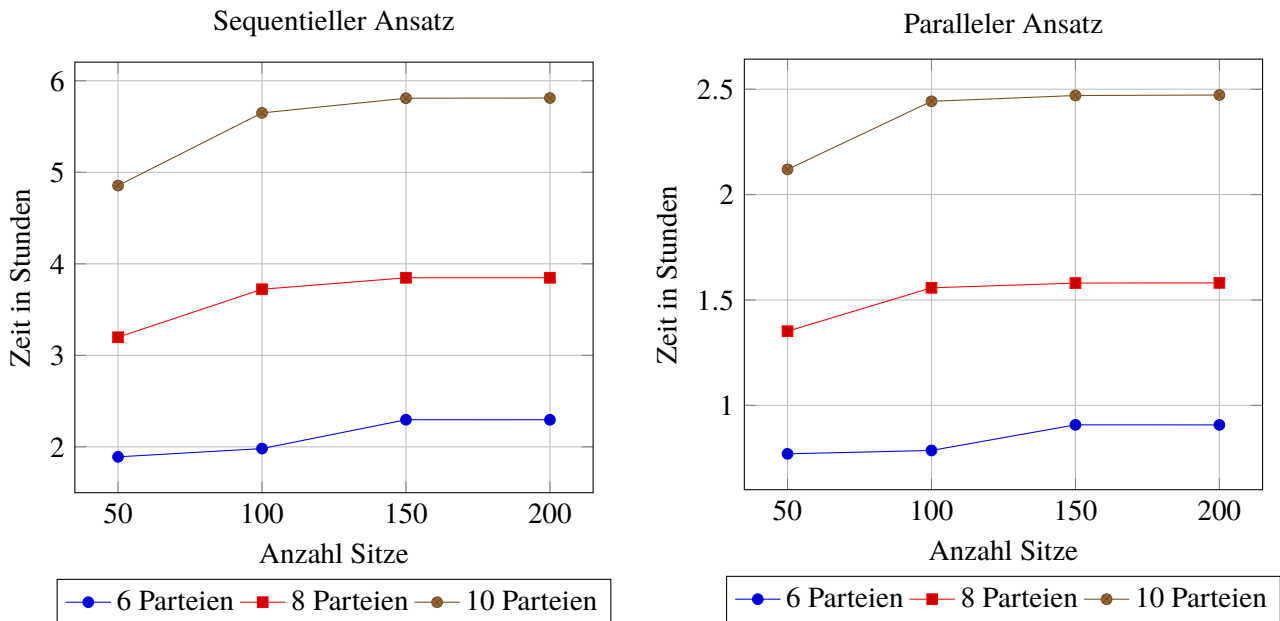 Sequentieller Ansatz
6
5
4
3
2
50 100 150 200
Zeit in Stunden
Anzahl Sitze
6 Parteien 8 Parteien 10 Parteien
Paralleler Ansatz
2.5
2
1.5
1
50 100 150 200
Zeit in Stunden
Anzahl Sitze
6 Parteien 8 Parteien 10 Parteien